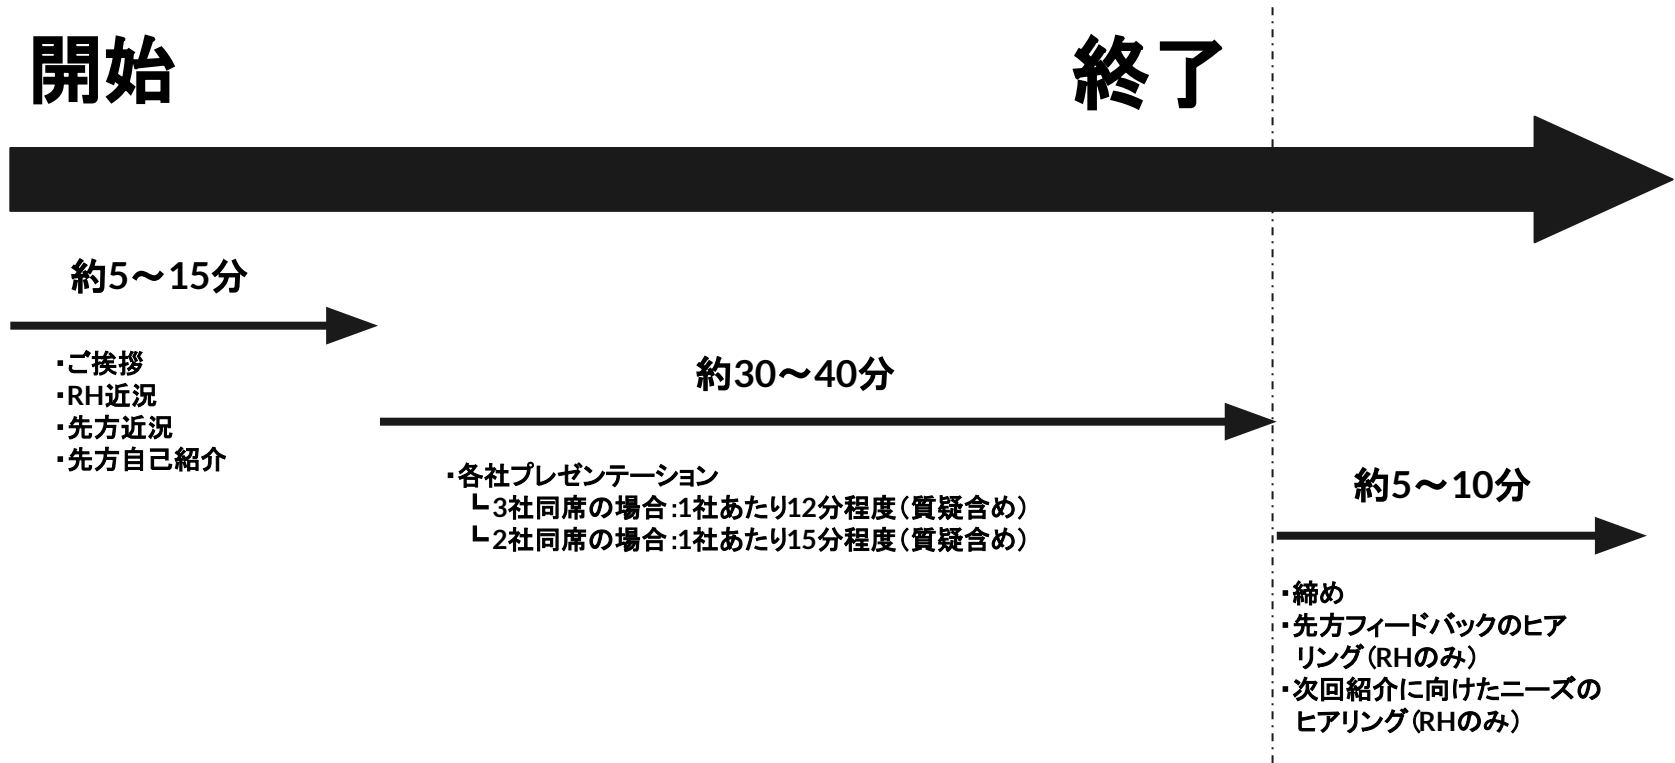 開始
終了
約5～15分
・ご挨拶
・RH近況
・先方近況
・先方自己紹介
約30～40分
・各社プレゼンテーション
┗3社同席の場合：1社あたり12分程度（質疑含め）
┗2社同席の場合：1社あたり15分程度（質疑含め）
約5～10分
・締め
・先方フィードバックのヒア
リング（RHのみ）
・次回紹介に向けたニーズの
ヒアリング（RHのみ）